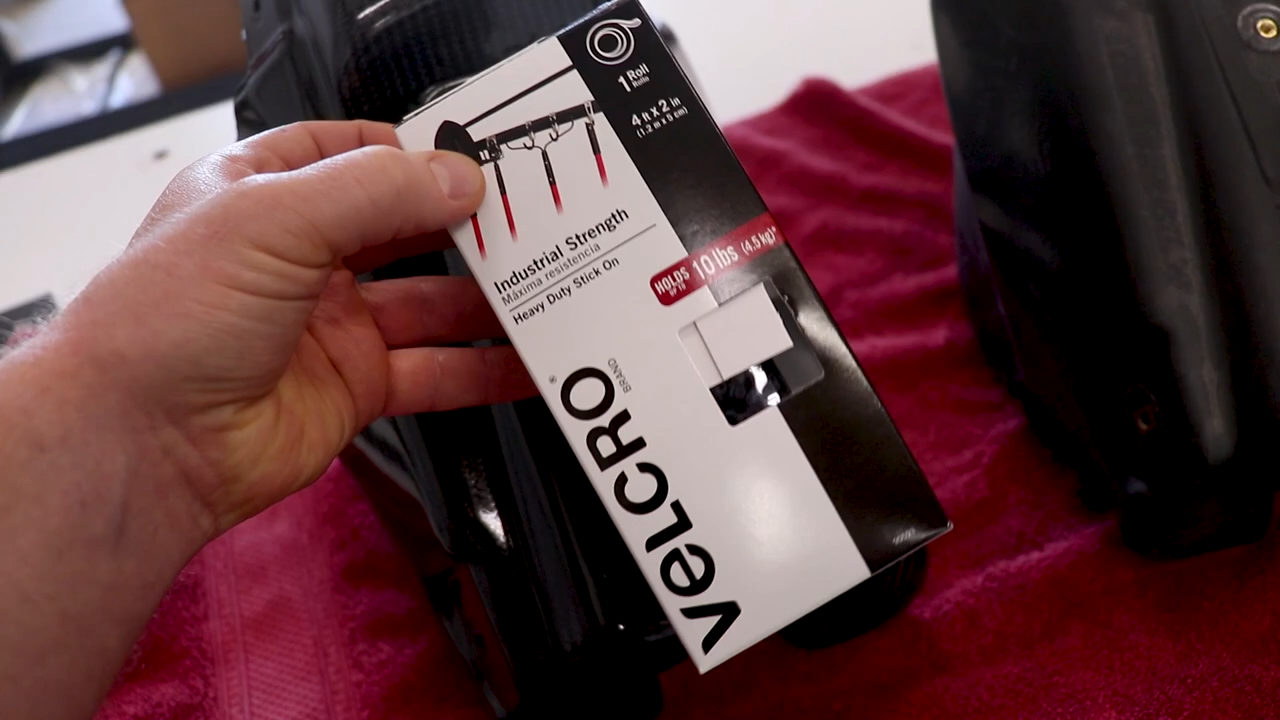 1 Roll
Rollo
4 ft x 2 in
(1.2 m x 5 cm)
Industrial Strength
Máxima resistencia
Heavy Duty Stick On
HOLDS
UP TO
10 lbs (4.5 kg)*
VELCRO®
BRAND